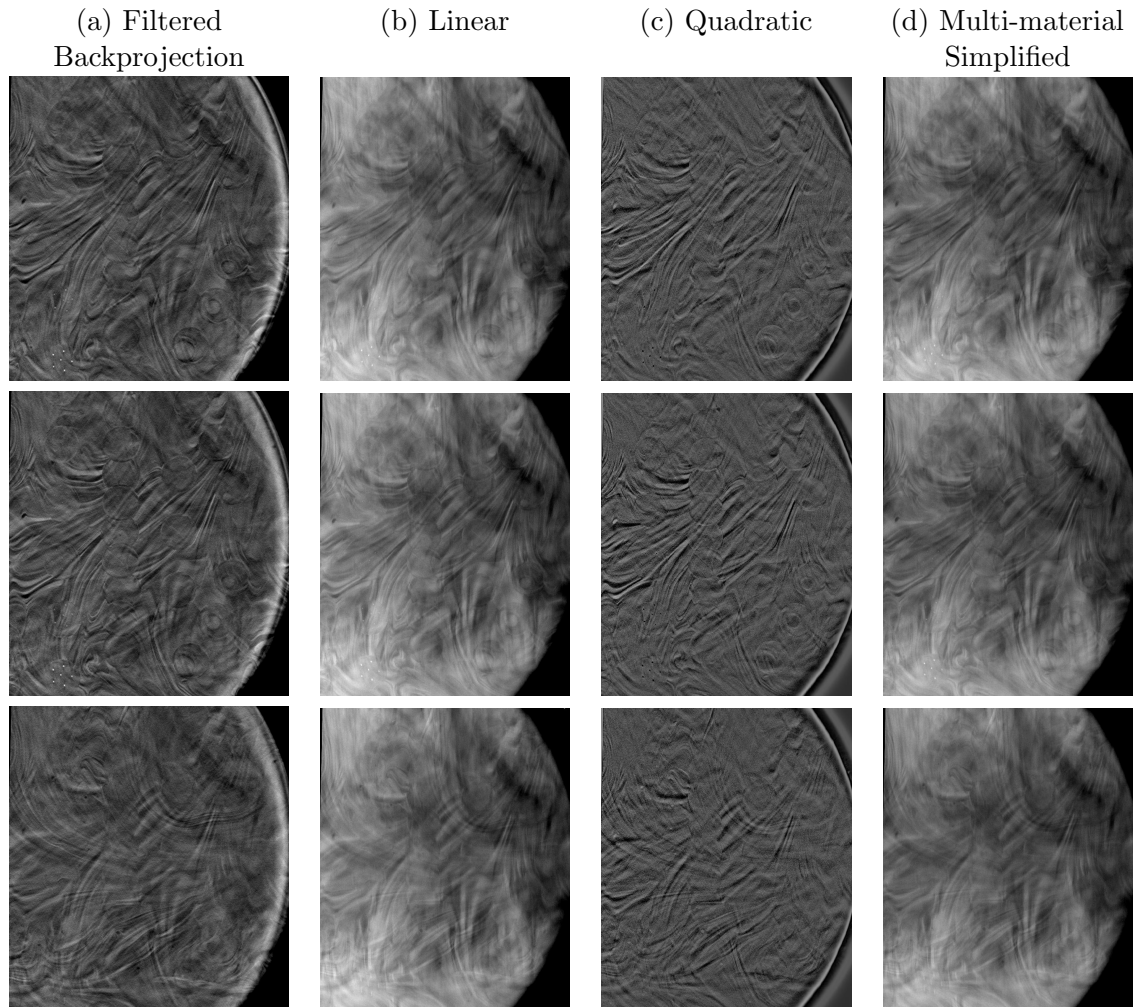 (a) Filtered
Backprojection
(b) Linear
(c) Quadratic
(d) Multi-material
Simplified